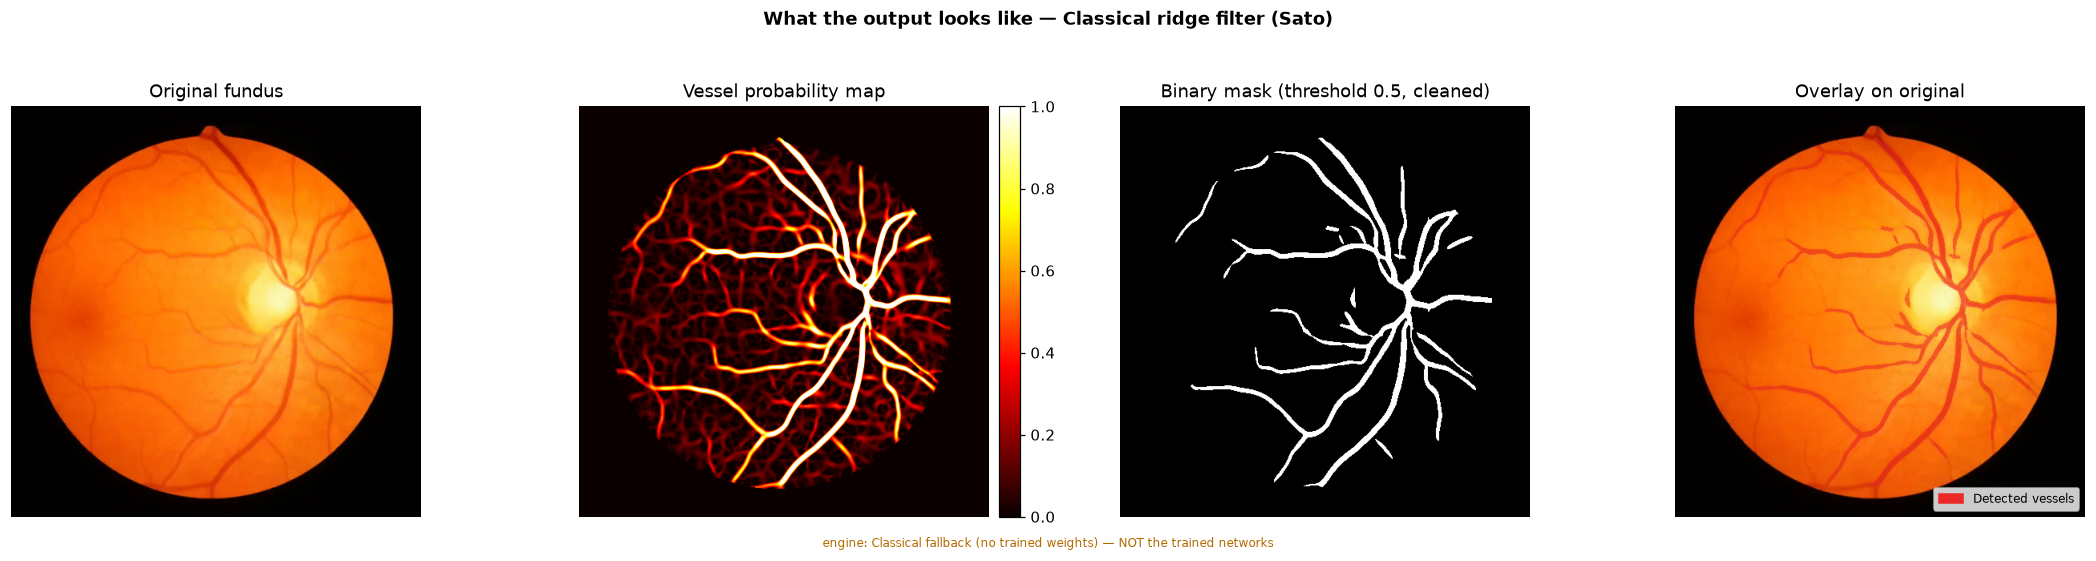 What the output looks like — Classical ridge filter (Sato)
Original fundus
Vessel probability map
Binary mask (threshold 0.5, cleaned)
Overlay on original
1.0
0.8
0.6
0.4
0.2
0.0
Detected vessels
engine: Classical fallback (no trained weights) — NOT the trained networks